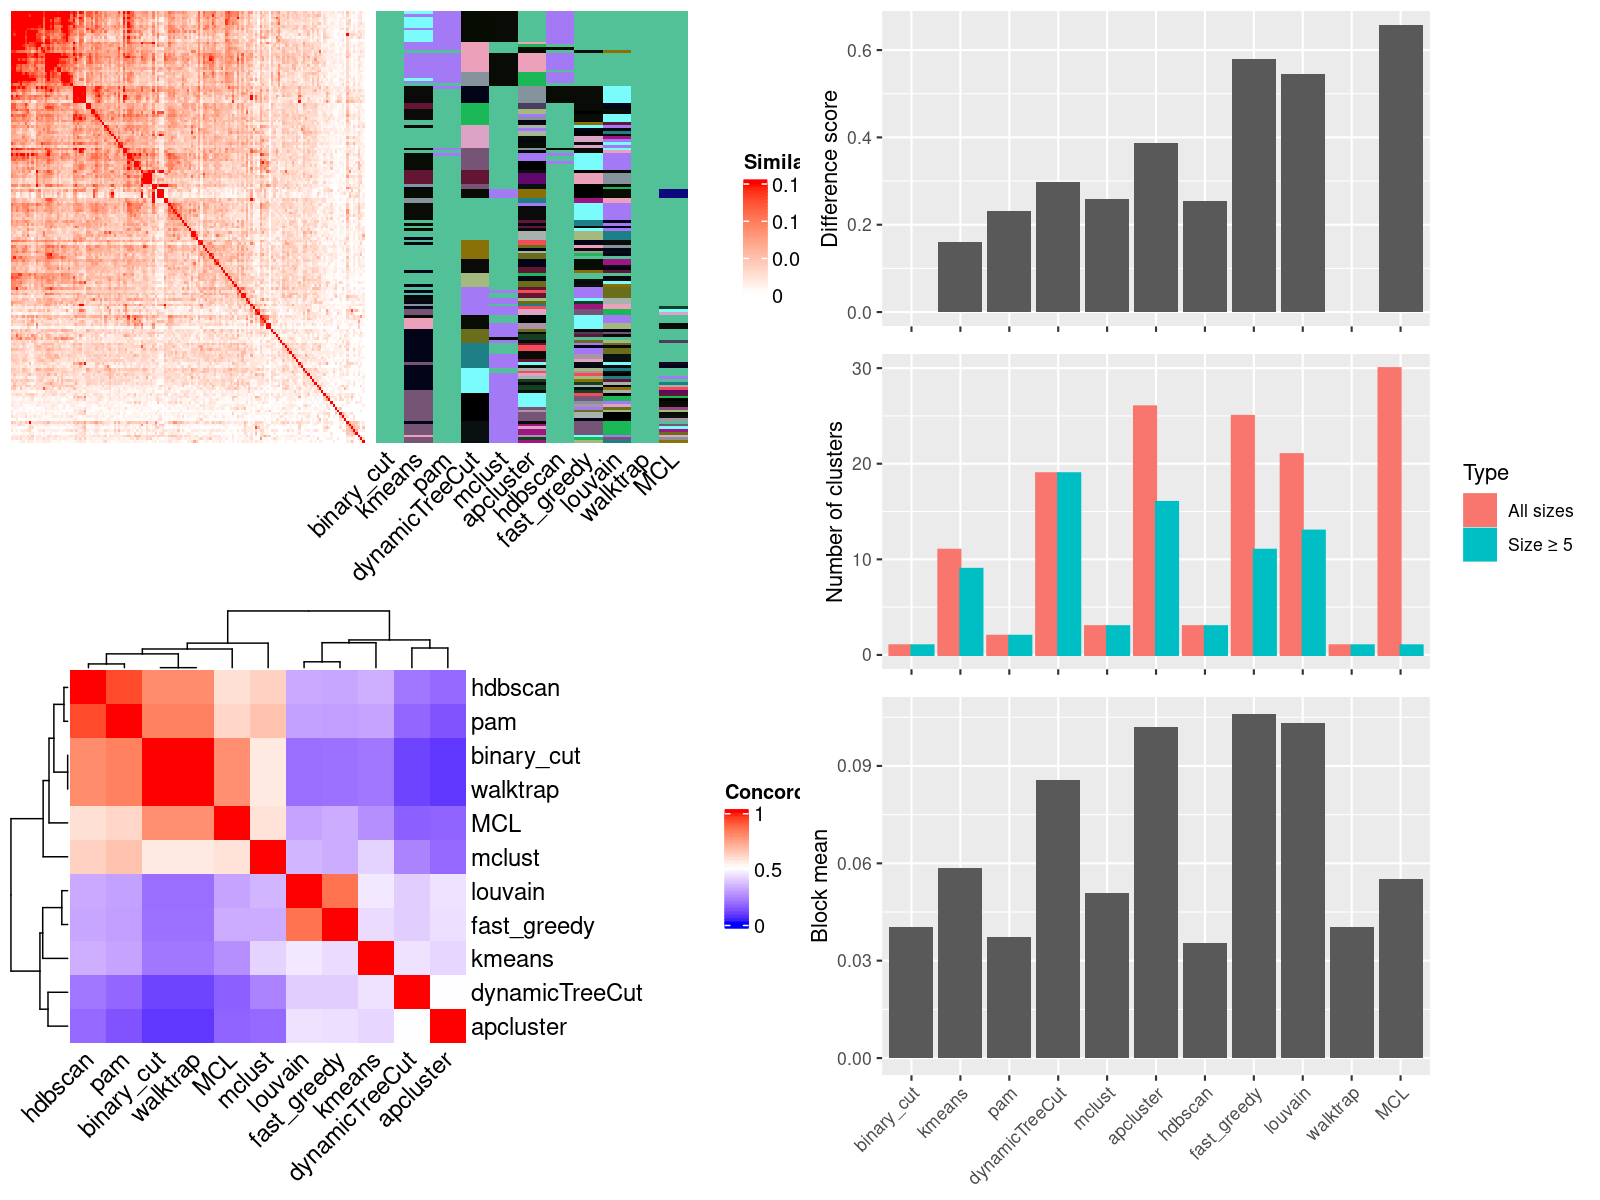 Simila
0.1
0.1
0.0
0
binary_cut
kmeans
pam
dynamicTreeCut
mclust
apcluster
hdbscan
fast_greedy
louvain
walktrap
MCL
hdbscan
pam
binary_cut
walktrap
MCL
mclust
louvain
fast_greedy
kmeans
dynamicTreeCut
apcluster
hdbscan
pam
binary_cut
walktrap
MCL
mclust
louvain
fast_greedy
kmeans
dynamicTreeCut
apcluster
Concord
1
0.5
0
Difference score
0.6
0.4
0.2
0.0
Number of clusters
30
20
10
0
Type
All sizes
Size ≥ 5
Block mean
0.09
0.06
0.03
0.00
binary_cut
kmeans
pam
dynamicTreeCut
mclust
apcluster
hdbscan
fast_greedy
louvain
walktrap
MCL